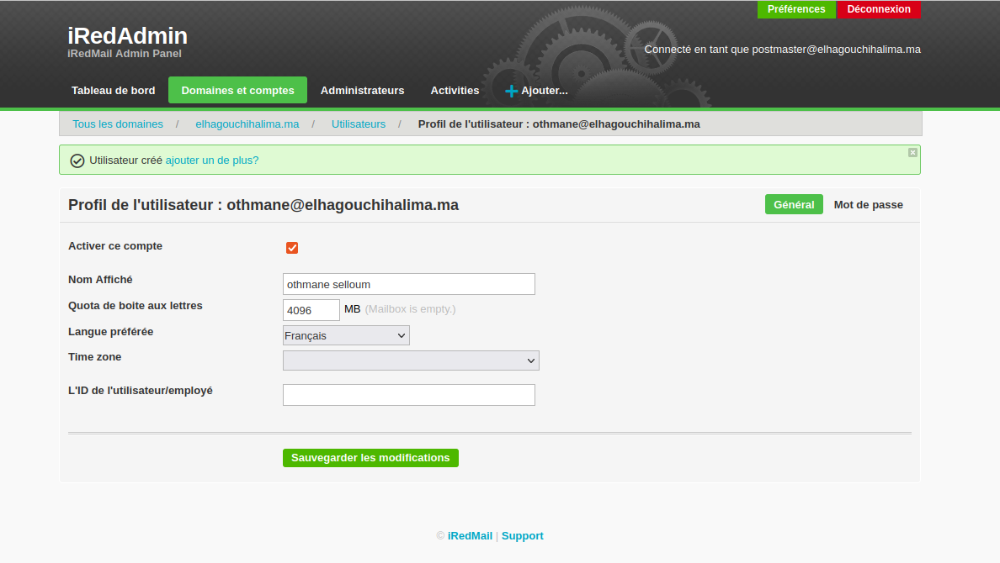 Préférences Déconnexion
iRedAdmin
iRedMail Admin Panel
Connecté en tant que postmaster@elhagouchihalima.ma
Tableau de bord Domaines et comptes Administrateurs Activities + Ajouter...
Tous les domaines / elhagouchihalima.ma / Utilisateurs / Profil de l'utilisateur : othmane@elhagouchihalima.ma
Utilisateur créé ajouter un de plus?
Profil de l'utilisateur : othmane@elhagouchihalima.ma Général Mot de passe
Activer ce compte
Nom Affiché othmane selloum
Quota de boite aux lettres 4096 MB (Mailbox is empty.)
Langue préférée Français
Time zone
L'ID de l'utilisateur/employé
Sauvegarder les modifications
© iRedMail | Support